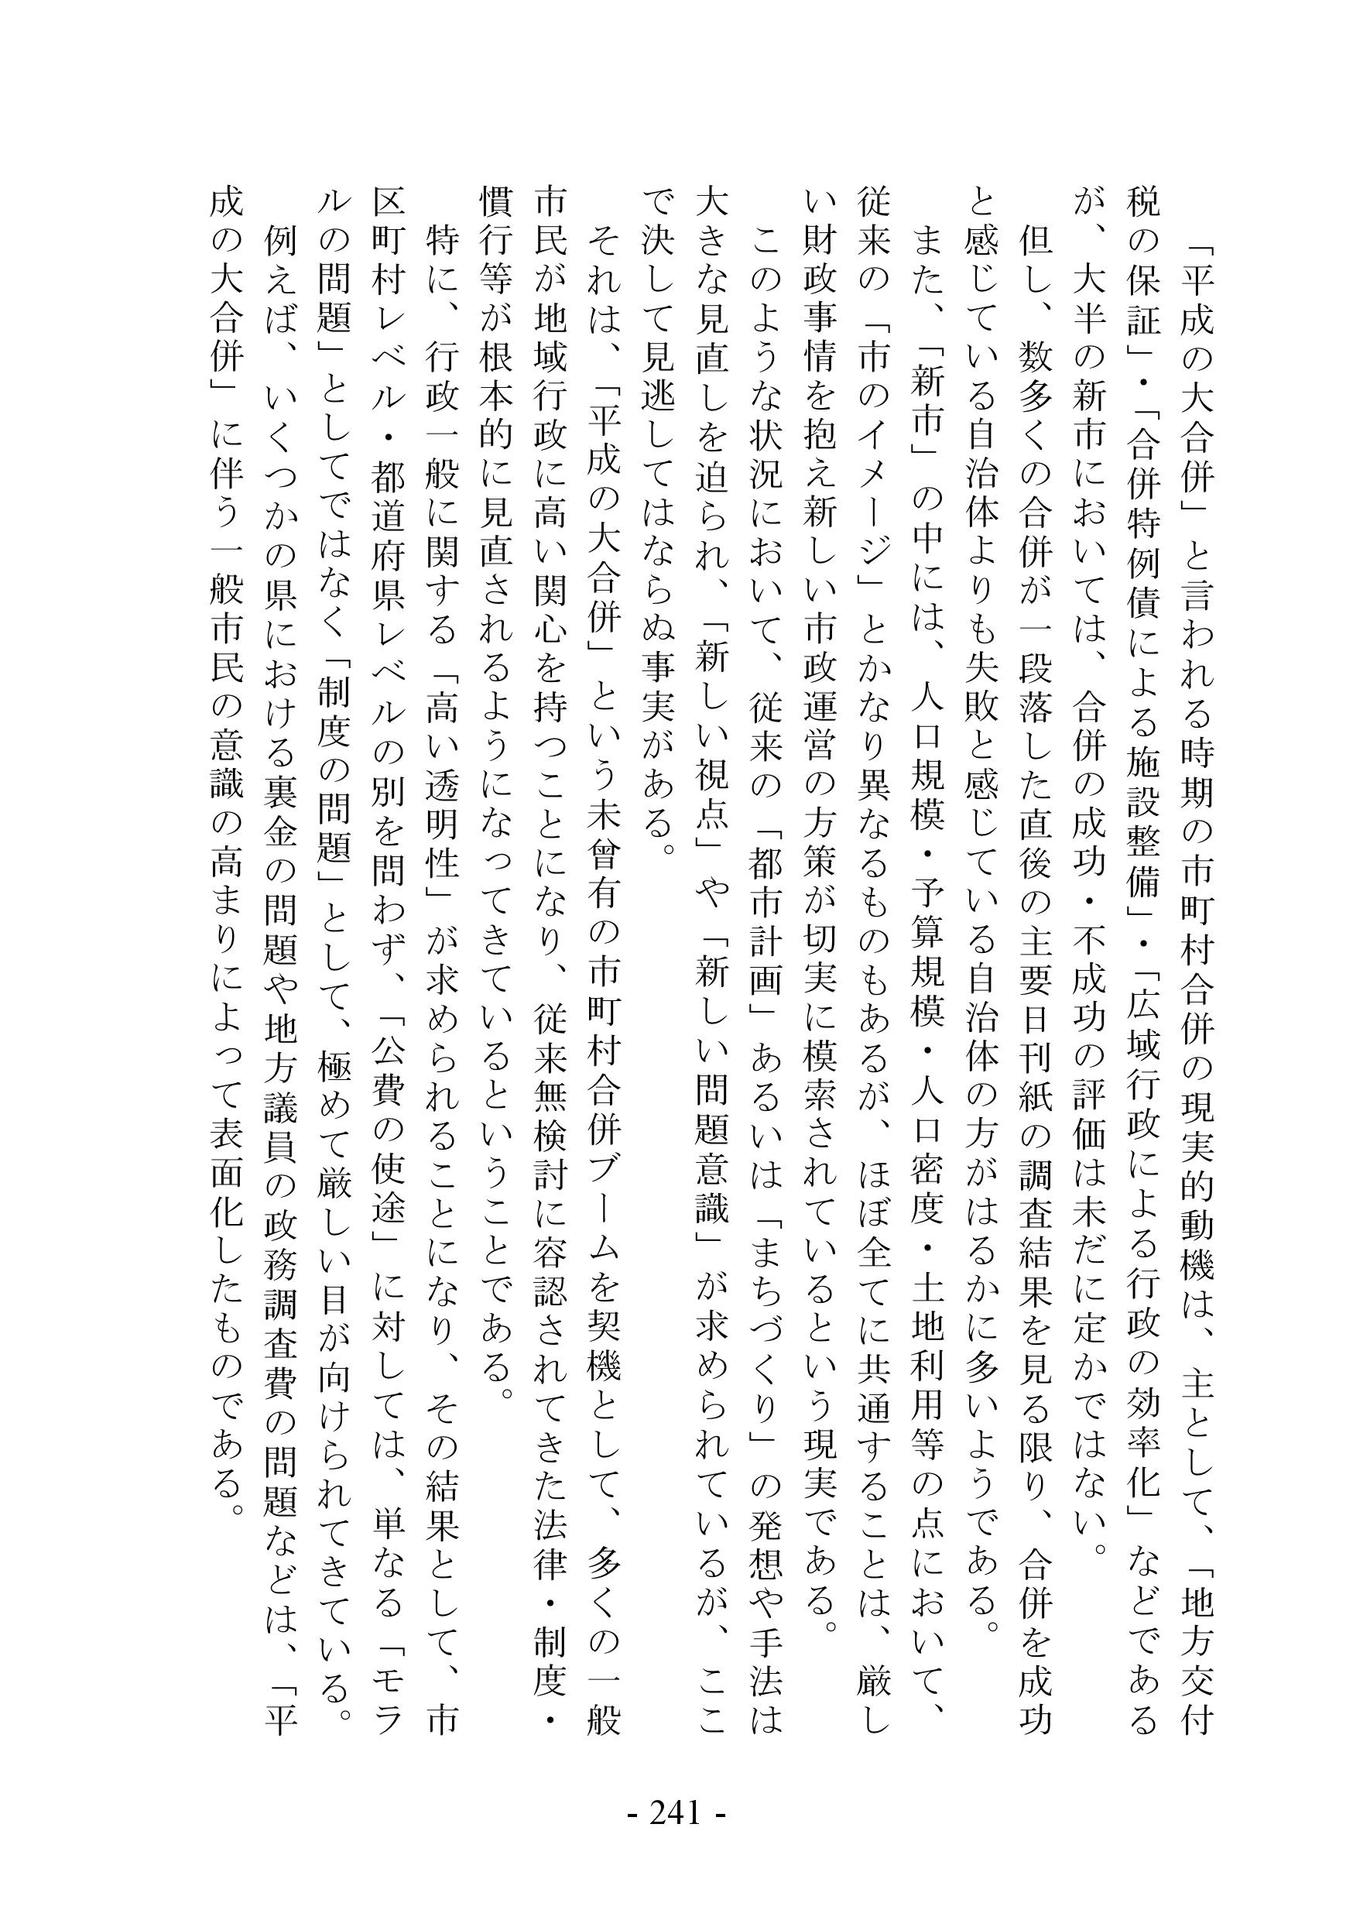 「平成の大合併」と言われる時期の市町村合併の現実的動機は、主として、「地方交付
税の保証」・「合併特例債による施設整備」・「広域行政による行政の効率化」などである
が、大半の新市においては、合併の成功・不成功の評価は未だに定かではない。
但し、数多くの合併が一段落した直後の主要日刊紙の調査結果を見る限り、合併を成功
と感じている自治体よりも失敗と感じている自治体の方がはるかに多いようである。
また、「新市」の中には、人口規模・予算規模・人口密度・土地利用等の点において、
従来の「市のイメージ」とかなり異なるものもあるが、ほぼ全てに共通することは、厳し
い財政事情を抱え新しい市政運営の方策が切実に模索されているという現実である。
このような状況において、従来の「都市計画」あるいは「まちづくり」の発想や手法は
大きな見直しを迫られ、「新しい視点」や「新しい問題意識」が求められているが、ここ
で決して見逃してはならぬ事実がある。
それは、「平成の大合併」という未曾有の市町村合併ブームを契機として、多くの一般
市民が地域行政に高い関心を持つことになり、従来無検討に容認されてきた法律・制度・
慣行等が根本的に見直されるようになってきているということである。
特に、行政一般に関する「高い透明性」が求められることになり、その結果として、市
区町村レベル・都道府県レベルの別を問わず、「公費の使途」に対しては、単なる「モラ
ルの問題」としてではなく「制度の問題」として、極めて厳しい目が向けられてきている。
例えば、いくつかの県における裏金の問題や地方議員の政務調査費の問題などは、「平
成の大合併」に伴う一般市民の意識の高まりによって表面化したものである。
- 241 -